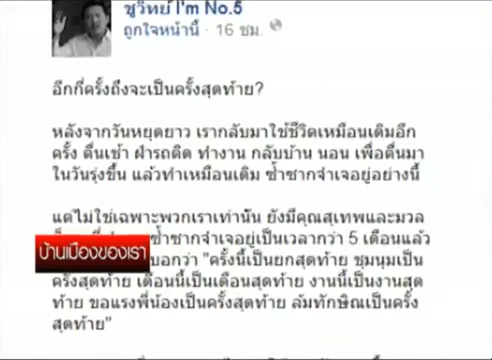 ชูวิทย์ I'm No.5
ถูกใจหน้านี้ · 16 ชม.
อีกกี่ครั้งถึงจะเป็นครั้งสุดท้าย?
หลังจากวันหยุดยาว เรากลับมาใช้ชีวิตเหมือนเดิมอีก
ครั้ง ตื่นเช้า ฝ่ารถติด ทำงาน กลับบ้าน นอน เพื่อตื่นมา
ในวันรุ่งขึ้น แล้วทำเหมือนเดิม ซ้ำซากจำเจอยู่อย่างนี้
แต่ไม่ใช่เฉพาะพวกเราเท่านั้น ยังมีคุณสุเทพและมวล
ซ้ำซากจำเจอยู่เป็นเวลากว่า 5 เดือนแล้ว
บ้านเมืองของเรา
บอกว่า "ครั้งนี้เป็นยกสุดท้าย ชุมนุมเป็น
ครั้งสุดท้าย เดือนนี้เป็นเดือนสุดท้าย งานนี้เป็นงานสุด
ท้าย ขอแรงพี่น้องเป็นครั้งสุดท้าย ล้มทักษิณเป็นครั้ง
สุดท้าย"